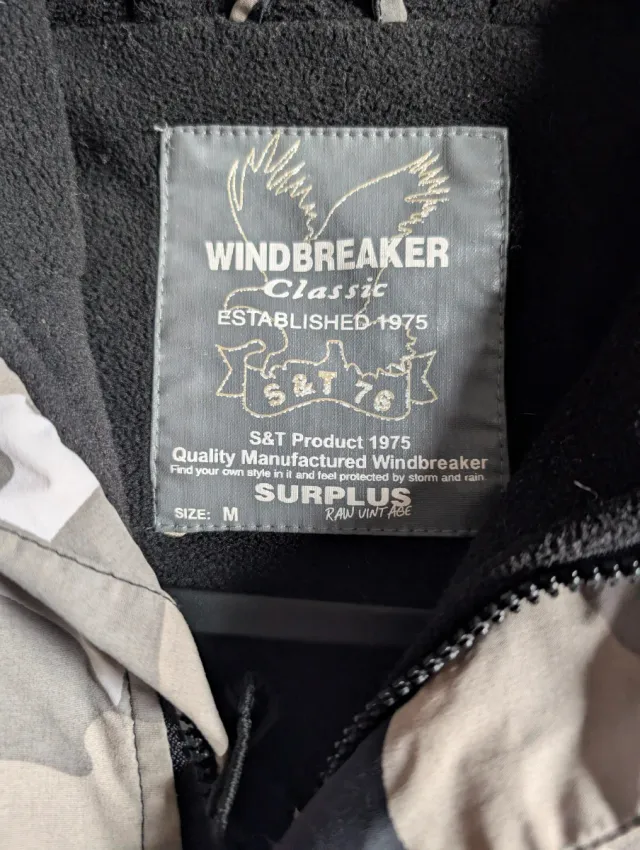 WINDBREAKER
Classic
ESTABLISHED 1975
S&T 76
S&T Product 1975
Quality Manufactured Windbreaker
Find your own style in it and feel protected by storm and rain
SURPLUS
RAW VINTAGE
SIZE: M